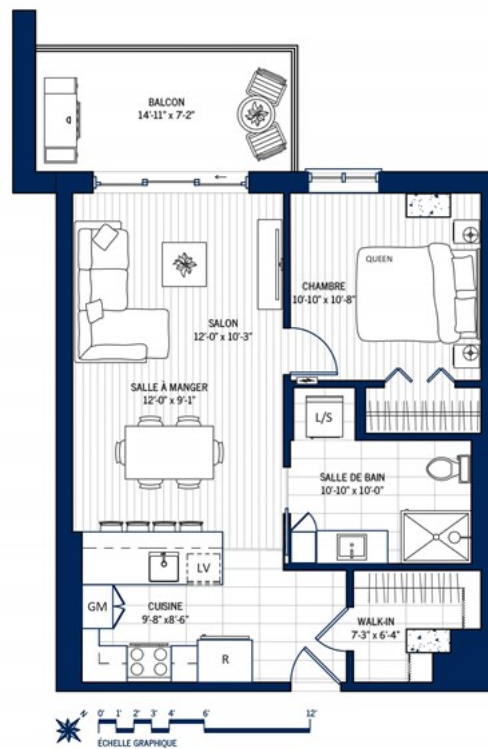 BALCON
14'-11" x 7'-2"
QUEEN
CHAMBRE
10'-10" x 10'-8"
SALON
12'-0" x 10'-3"
SALLE À MANGER
12'-0" x 9'-1"
L/S
SALLE DE BAIN
10'-10" x 10'-0"
LV
GM
CUISINE
9'-8" x8'-6"
WALK-IN
7'-3" x 6'-4"
R
N
0' 1' 2' 3' 4' 6' 12'
ÉCHELLE GRAPHIQUE